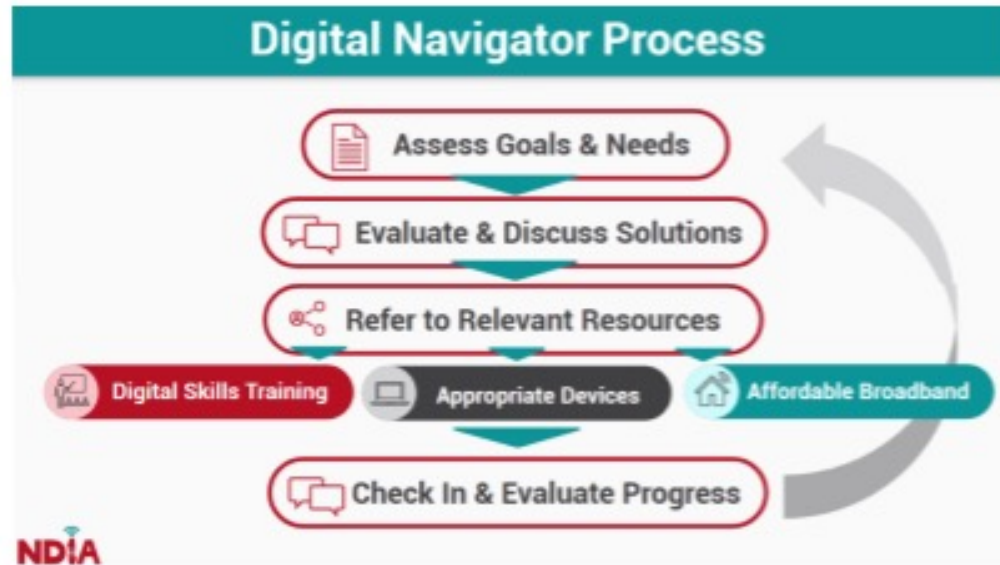 Digital Navigator Process
Assess Goals & Needs
Evaluate & Discuss Solutions
Refer to Relevant Resources
Digital Skills Training
Appropriate Devices
Affordable Broadband
Check In & Evaluate Progress
NDIA